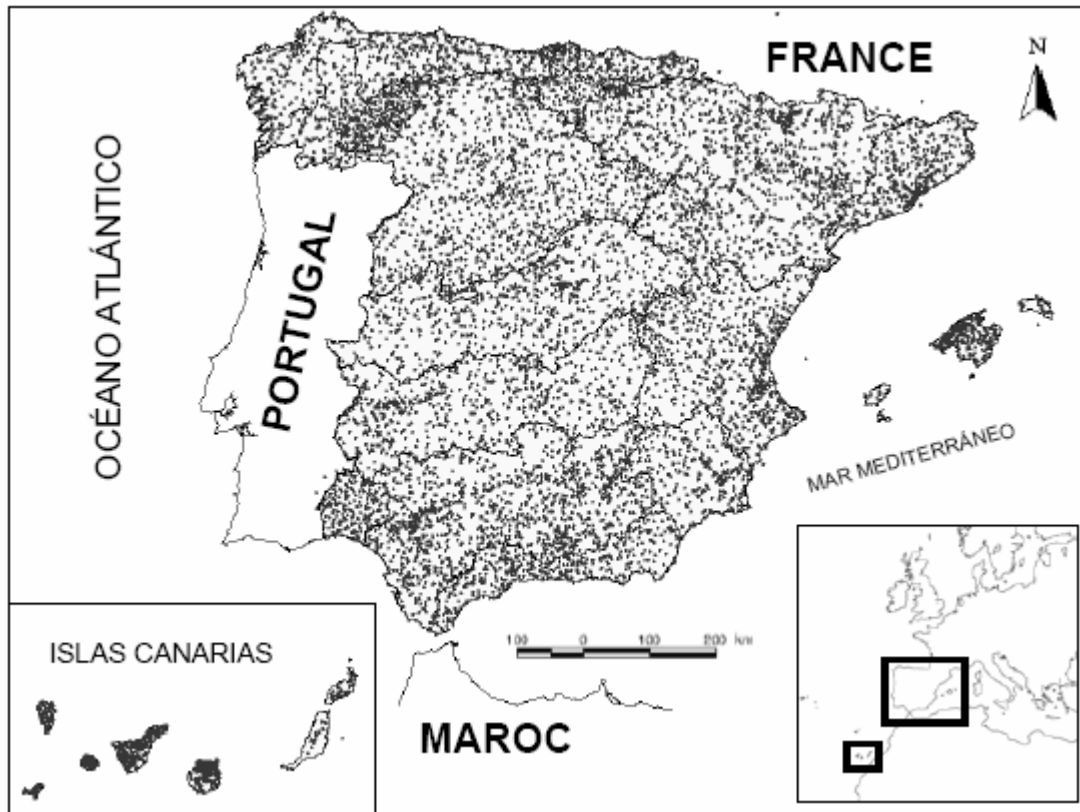 FRANCE
N
OCÉANO ATLÁNTICO
PORTUGAL
MAR MEDITERRÁNEO
ISLAS CANARIAS
100 0 100 200 km
MAROC